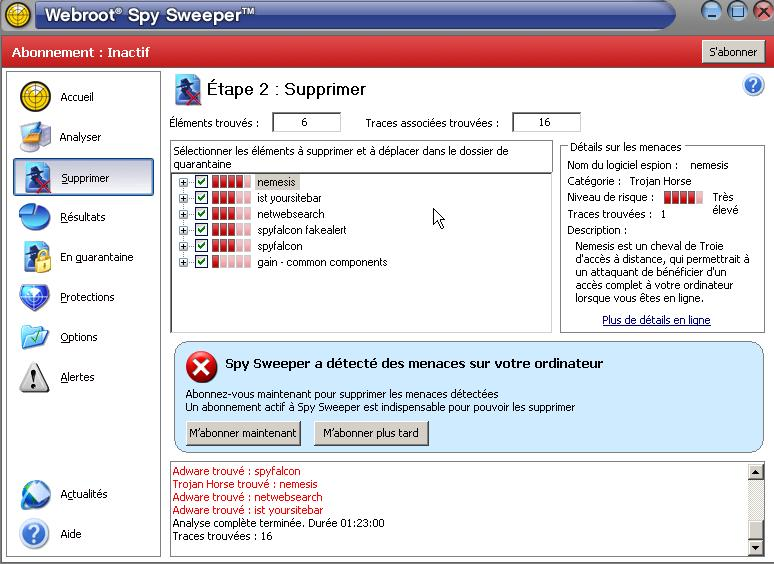 Webroot® Spy Sweeper™
Abonnement : Inactif
S'abonner
Accueil
Analyser
Supprimer
Résultats
En quarantaine
Protections
Options
Alertes
Actualités
Aide
Étape 2 : Supprimer
Éléments trouvés : 6
Traces associées trouvées : 16
Sélectionner les éléments à supprimer et à déplacer dans le dossier de
quarantaine
nemesis
ist yoursitebar
netwebsearch
spyfalcon fakealert
spyfalcon
gain - common components
Détails sur les menaces
Nom du logiciel espion : nemesis
Catégorie : Trojan Horse
Niveau de risque : Très
élevé
Traces trouvées : 1
Description :
Nemesis est un cheval de Troie
d'accès à distance, qui permettrait à
un attaquant de bénéficier d'un
accès complet à votre ordinateur
lorsque vous êtes en ligne.
Plus de détails en ligne
Spy Sweeper a détecté des menaces sur votre ordinateur
Abonnez-vous maintenant pour supprimer les menaces détectées
Un abonnement actif à Spy Sweeper est indispensable pour pouvoir les supprimer
M'abonner maintenant
M'abonner plus tard
Adware trouvé : spyfalcon
Trojan Horse trouvé : nemesis
Adware trouvé : netwebsearch
Adware trouvé : ist yoursitebar
Analyse complète terminée. Durée 01:23:00
Traces trouvées : 16